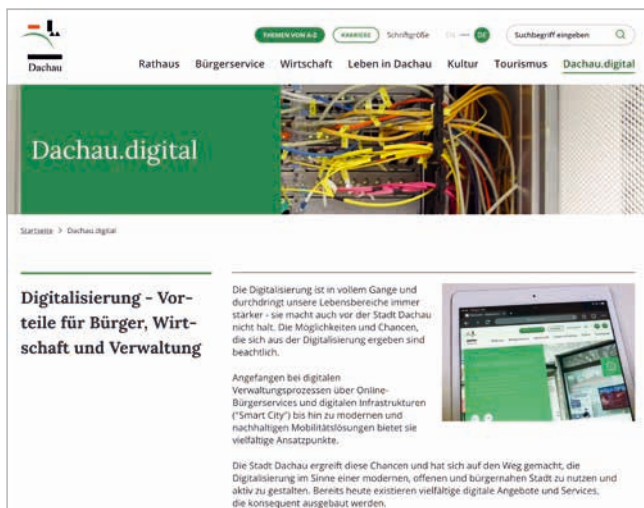 THEMEN VON A-Z
KARRIERE
Schriftgröße
EN — DE
Suchbegriff eingeben
Dachau
Rathaus Bürgerservice Wirtschaft Leben in Dachau Kultur Tourismus Dachau.digital
Dachau.digital
Startseite > Dachau.digital
Digitalisierung - Vor-
teile für Bürger, Wirt-
schaft und Verwaltung
Die Digitalisierung ist in vollem Gange und
durchdringt unsere Lebensbereiche immer
stärker - sie macht auch vor der Stadt Dachau
nicht halt. Die Möglichkeiten und Chancen,
die sich aus der Digitalisierung ergeben sind
beachtlich.
Angefangen bei digitalen
Verwaltungsprozessen über Online-
Bürgerservices und digitalen Infrastrukturen
("Smart City") bis hin zu modernen und
nachhaltigen Mobilitätslösungen bietet sie
vielfältige Ansatzpunkte.
Die Stadt Dachau ergreift diese Chancen und hat sich auf den Weg gemacht, die
Digitalisierung im Sinne einer modernen, offenen und bürgernahen Stadt zu nutzen und
aktiv zu gestalten. Bereits heute existieren vielfältige digitale Angebote und Services,
die konsequent ausgebaut werden.